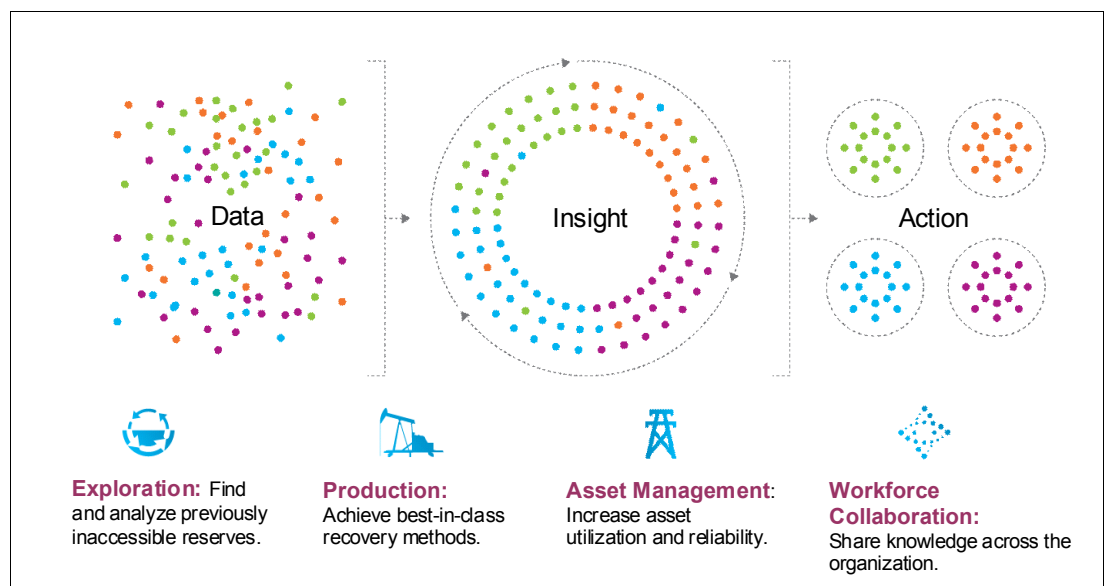 Data
Insight
Action
Exploration: Find
and analyze previously
inaccessible reserves.
Production:
Achieve best-in-class
recovery methods.
Asset Management:
Increase asset
utilization and reliability.
Workforce
Collaboration:
Share knowledge across the
organization.